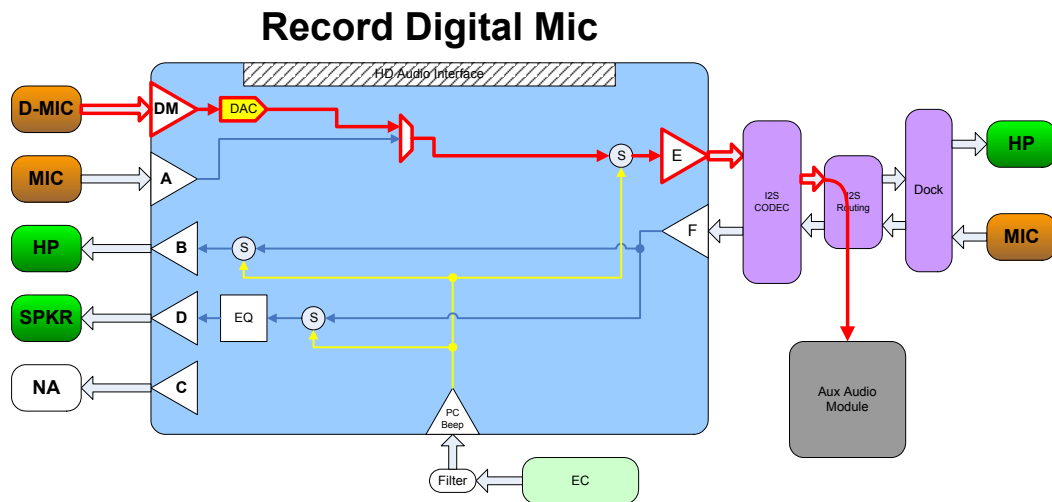 Record Digital Mic
HD Audio Interface
D-MIC
DM
DAC
MIC
A
S
E
I2S
CODEC
I2S
Routing
Dock
HP
MIC
HP
B
S
F
SPKR
D
EQ
S
NA
C
PC
Beep
Aux Audio
Module
Filter
EC